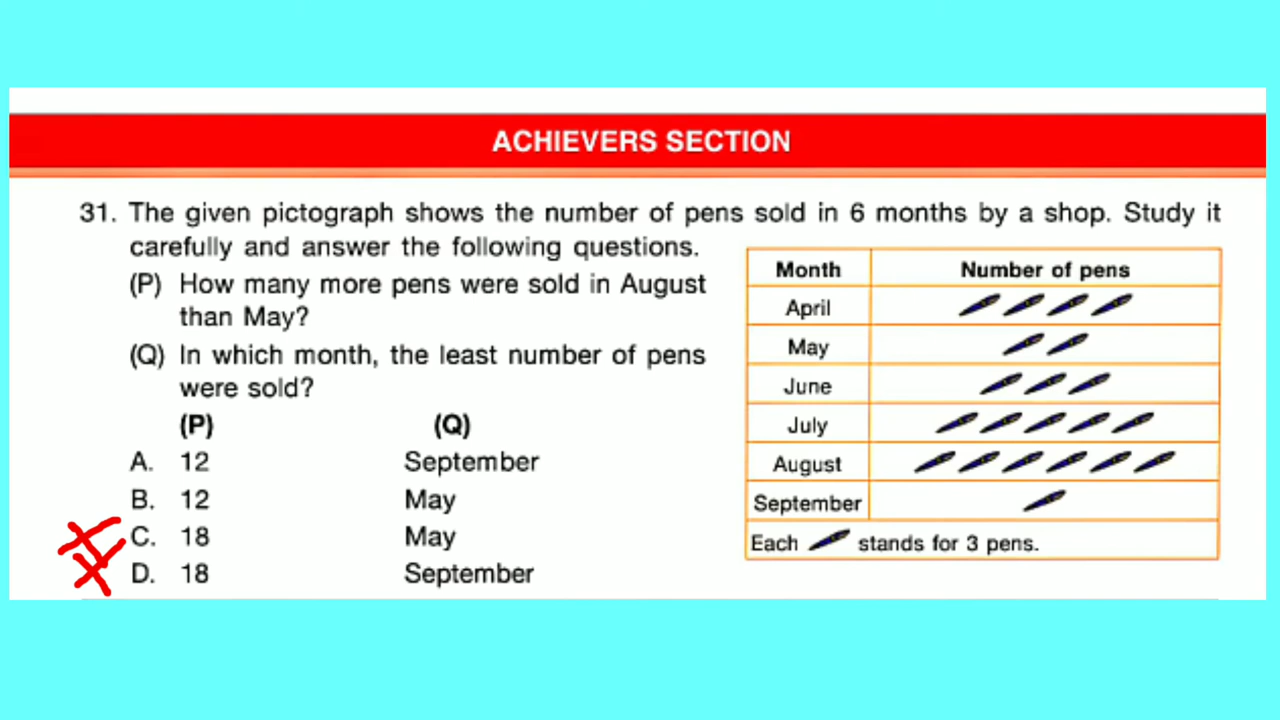 ACHIEVERS SECTION
31. The given pictograph shows the number of pens sold in 6 months by a shop. Study it
carefully and answer the following questions.
(P) How many more pens were sold in August
than May?
(Q) In which month, the least number of pens
were sold?
(P) (Q)
A. 12 September
B. 12 May
C. 18 May
D. 18 September
Month Number of pens
April
May
June
July
August
September
Each stands for 3 pens.